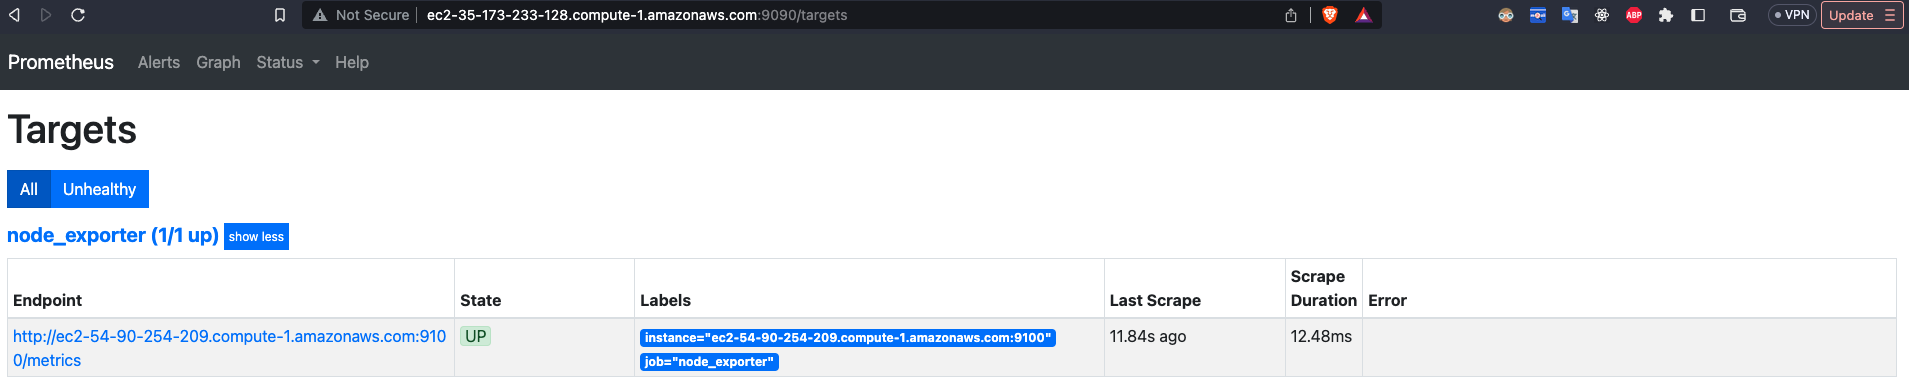 Not Secure ec2-35-173-233-128.compute-1.amazonaws.com:9090/targets ABP VPN Update
Prometheus Alerts Graph Status Help
Targets
All Unhealthy
node_exporter (1/1 up) show less
Endpoint State Labels Last Scrape Scrape Duration Error
http://ec2-54-90-254-209.compute-1.amazonaws.com:910 UP instance="ec2-54-90-254-209.compute-1.amazonaws.com:9100" 11.84s ago 12.48ms
0/metrics job="node_exporter"